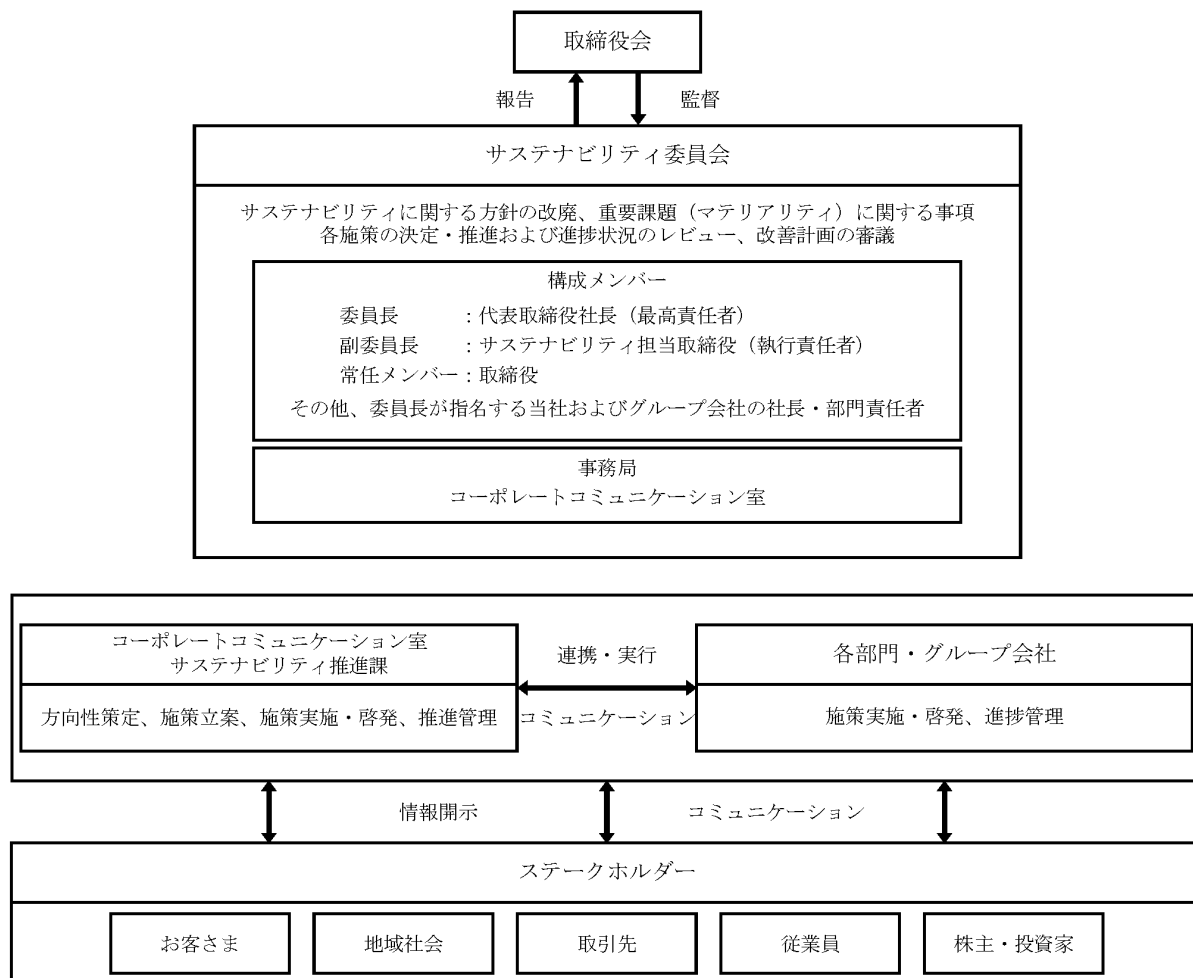 取締役会
報告
監督
サステナビリティ委員会
サステナビリティに関する方針の改廃、重要課題（マテリアリティ）に関する事項
各施策の決定・推進および進捗状況のレビュー、改善計画の審議
構成メンバー
委員長：代表取締役社長（最高責任者）
副委員長：サステナビリティ担当取締役（執行責任者）
常任メンバー：取締役
その他、委員長が指名する当社およびグループ会社の社長・部門責任者
事務局
コーポレートコミュニケーション室
コーポレートコミュニケーション室
サステナビリティ推進課
方向性策定、施策立案、施策実施・啓発、推進管理
連携・実行
コミュニケーション
各部門・グループ会社
施策実施・啓発、進捗管理
情報開示
コミュニケーション
ステークホルダー
お客さま
地域社会
取引先
従業員
株主・投資家